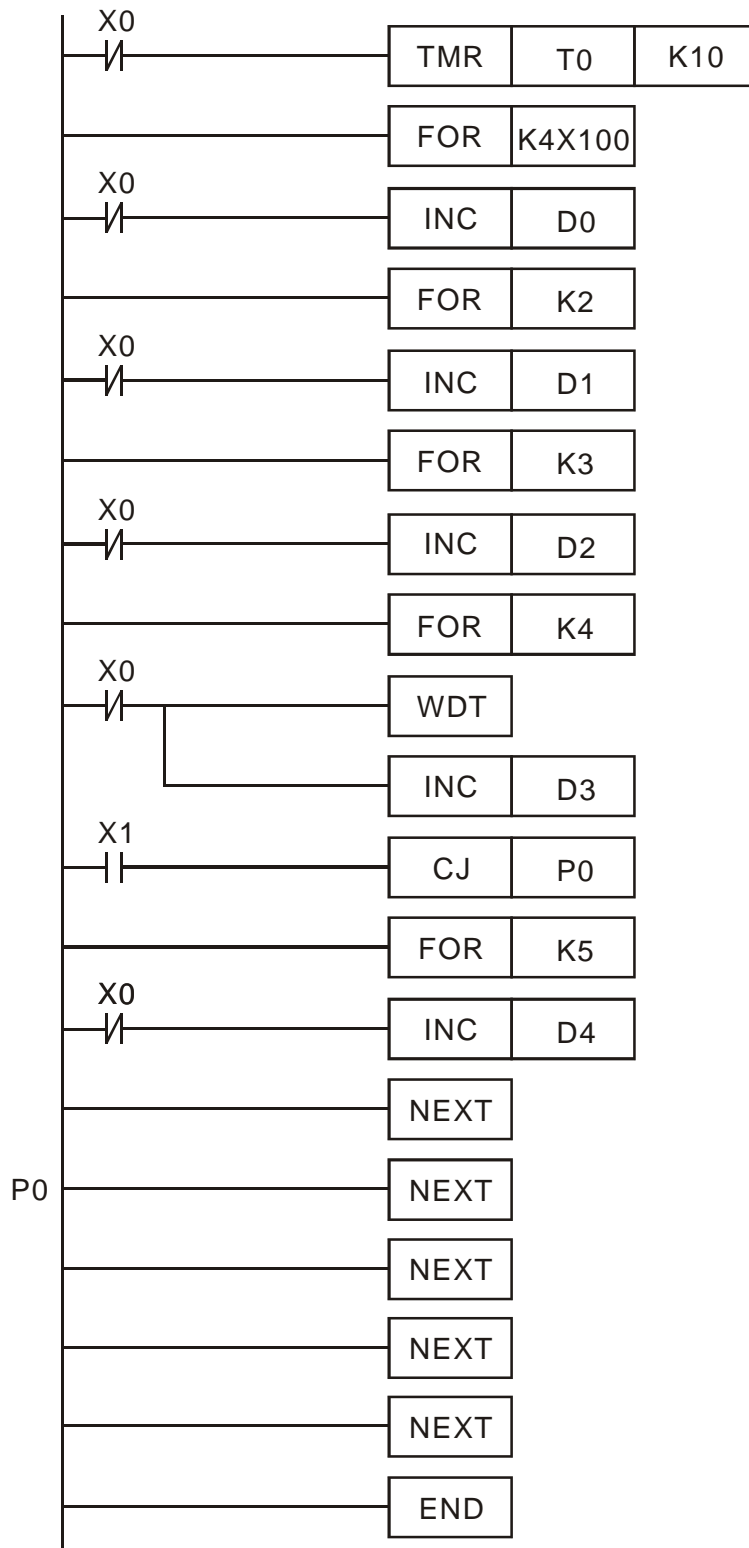 X0
TMR T0 K10
FOR K4X100
X0
INC D0
FOR K2
X0
INC D1
FOR K3
X0
INC D2
FOR K4
X0
WDT
INC D3
X1
CJ P0
FOR K5
X0
INC D4
NEXT
P0 NEXT
NEXT
NEXT
NEXT
END